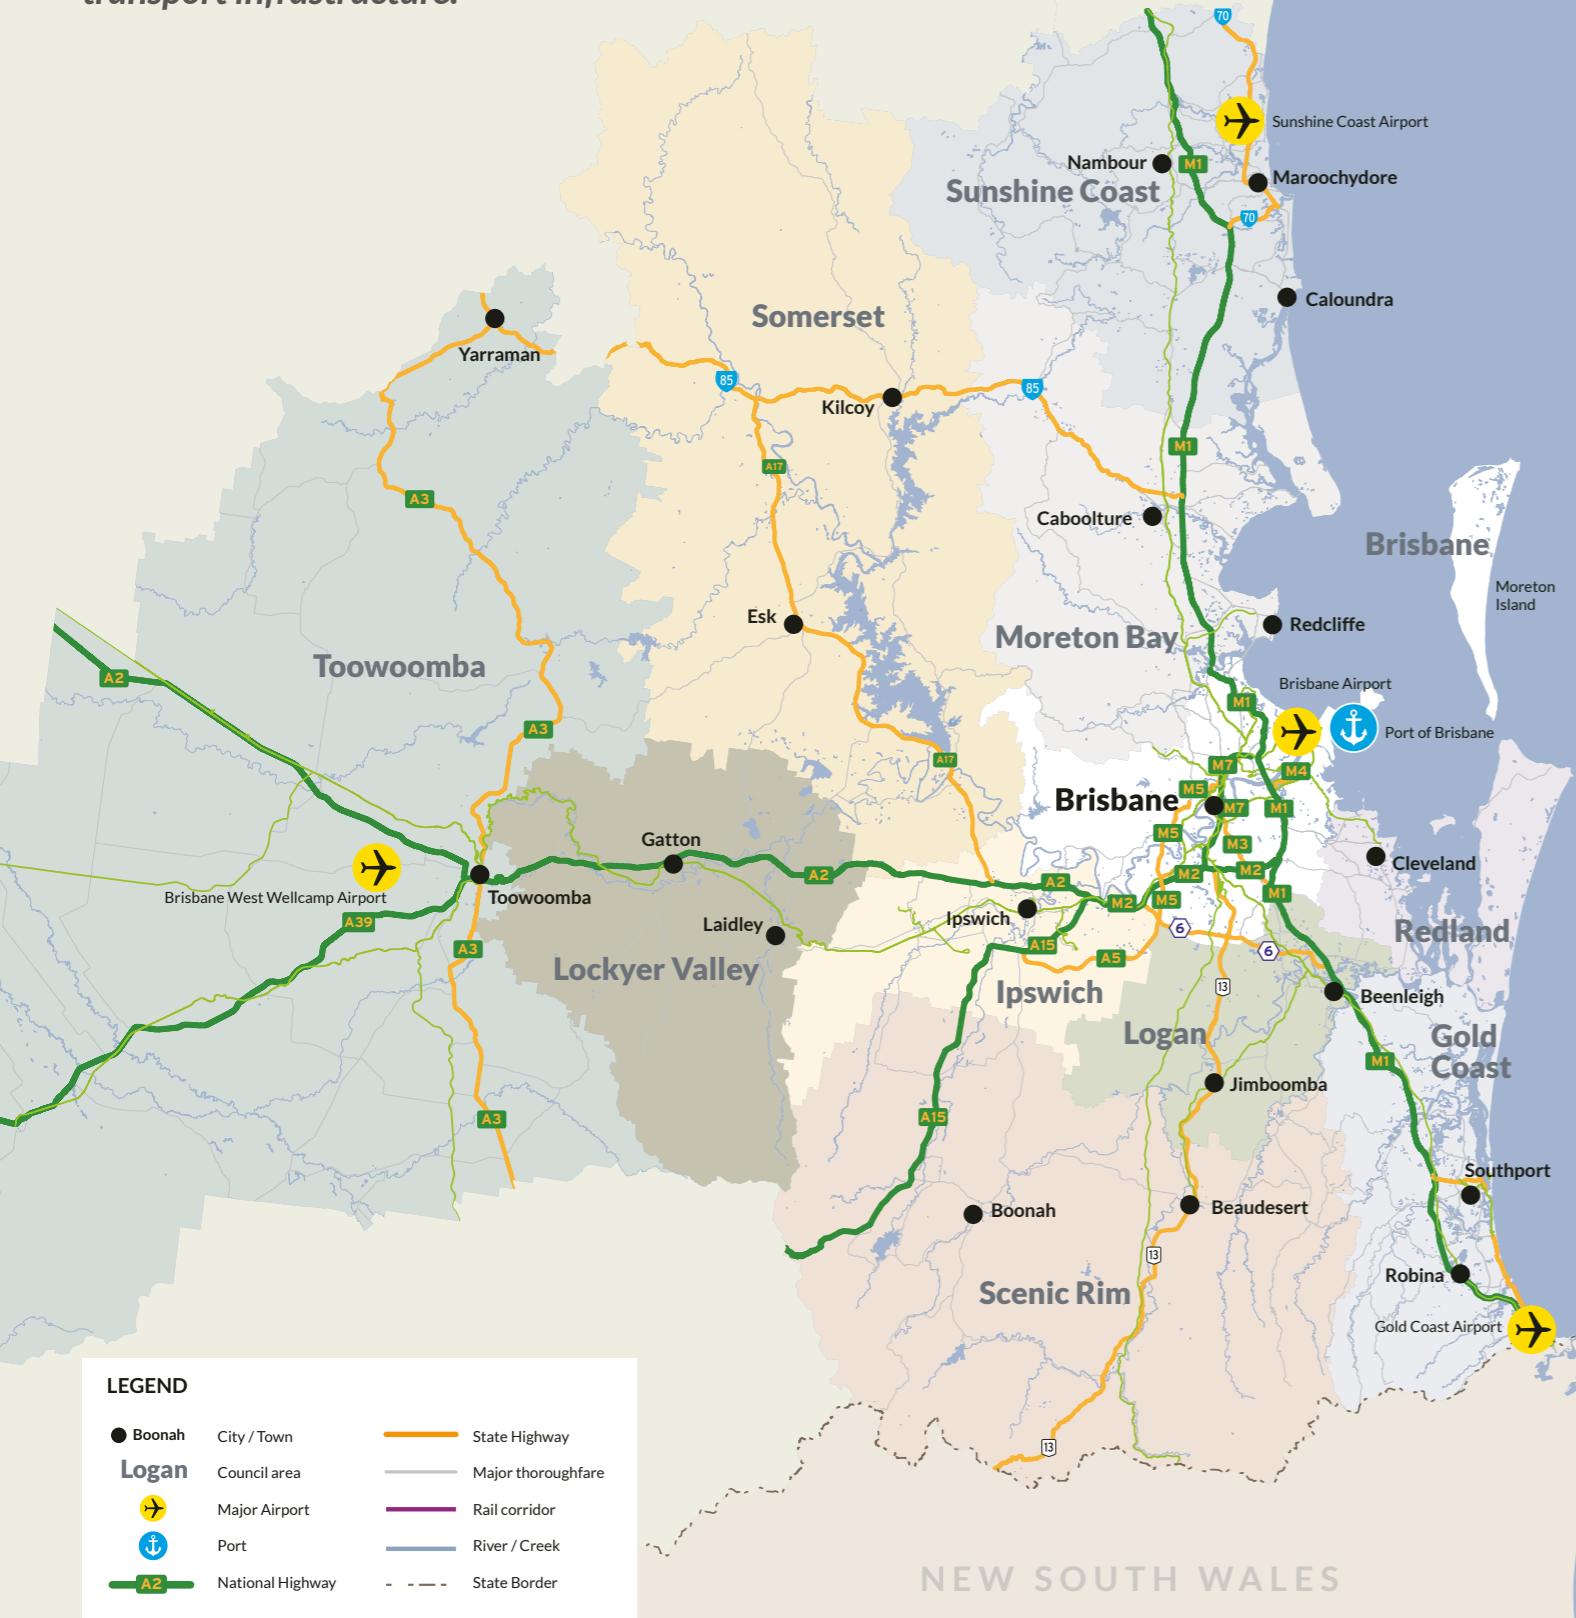 transport infrastructure.
70
Sunshine Coast Airport
Nambour
M1
Maroochydore
Sunshine Coast
70
Caloundra
Somerset
Yarraman
85
85
Kilcoy
M1
A17
A3
Caboolture
Brisbane
Moreton
Island
Esk
Redcliffe
Moreton Bay
Toowoomba
A2
Brisbane Airport
M1
A3
Port of Brisbane
A17
M7
M4
M5
Brisbane
M7
M1
M5
Gatton
M3
Cleveland
A2
A2
M2
M2
Brisbane West Wellcamp Airport
Toowoomba
M1
M5
M2
Ipswich
A39
Laidley
6
Redland
A3
A15
6
A5
Lockyer Valley
Ipswich
13
Beenleigh
Logan
Gold
Coast
M1
Jimboomba
A15
A3
Southport
Boonah
Beaudesert
13
Robina
Scenic Rim
Gold Coast Airport
13
LEGEND
Boonah City / Town
State Highway
Logan Council area
Major thoroughfare
Major Airport
Rail corridor
Port
River / Creek
A2 National Highway
State Border
NEW SOUTH WALES